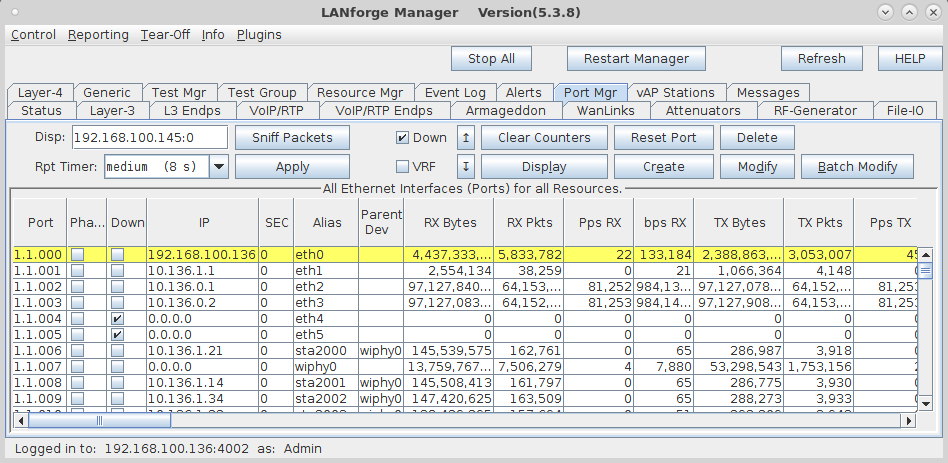 LANforge Manager Version(5.3.8)
Control Reporting Tear-Off Info Plugins
Stop All Restart Manager Refresh HELP
Layer-4 Generic Test Mgr Test Group Resource Mgr Event Log Alerts Port Mgr vAP Stations Messages
Status Layer-3 L3 Endps VoIP/RTP VoIP/RTP Endps Armageddon WanLinks Attenuators RF-Generator File-IO
Disp: 192.168.100.145:0 Sniff Packets Down Clear Counters Reset Port Delete
Rpt Timer: medium (8 s) Apply VRF Display Create Modify Batch Modify
All Ethernet Interfaces (Ports) for all Resources.
Port Pha... Down IP SEC Alias Parent Dev RX Bytes RX Pkts Pps RX bps RX TX Bytes TX Pkts Pps TX
1.1.000 192.168.100.136 0 eth0 4,437,333,... 5,833,782 22 133,184 2,388,863,... 3,053,007 45
1.1.001 10.136.1.1 0 eth1 2,554,134 38,259 0 21 1,066,364 4,148 0
1.1.002 10.136.0.1 0 eth2 97,127,840... 64,153,... 81,252 984,13... 97,127,078... 64,152,... 81,253
1.1.003 10.136.0.2 0 eth3 97,127,083... 64,152,... 81,253 984,14... 97,127,908... 64,153,... 81,253
1.1.004 0.0.0.0 0 eth4 0 0 0 0 0 0 0
1.1.005 0.0.0.0 0 eth5 0 0 0 0 0 0 0
1.1.006 10.136.1.21 0 sta2000 wiphy0 145,539,575 162,761 0 65 286,987 3,918 0
1.1.007 0.0.0.0 0 wiphy0 13,759,767... 7,506,279 4 7,880 53,298,543 1,753,156
1.1.008 10.136.1.14 0 sta2001 wiphy0 145,508,413 161,797 0 65 286,775 3,930 0
1.1.009 10.136.1.34 0 sta2002 wiphy0 147,420,625 163,509 0 65 288,273 3,933 0
Logged in to: 192.168.100.136:4002 as: Admin